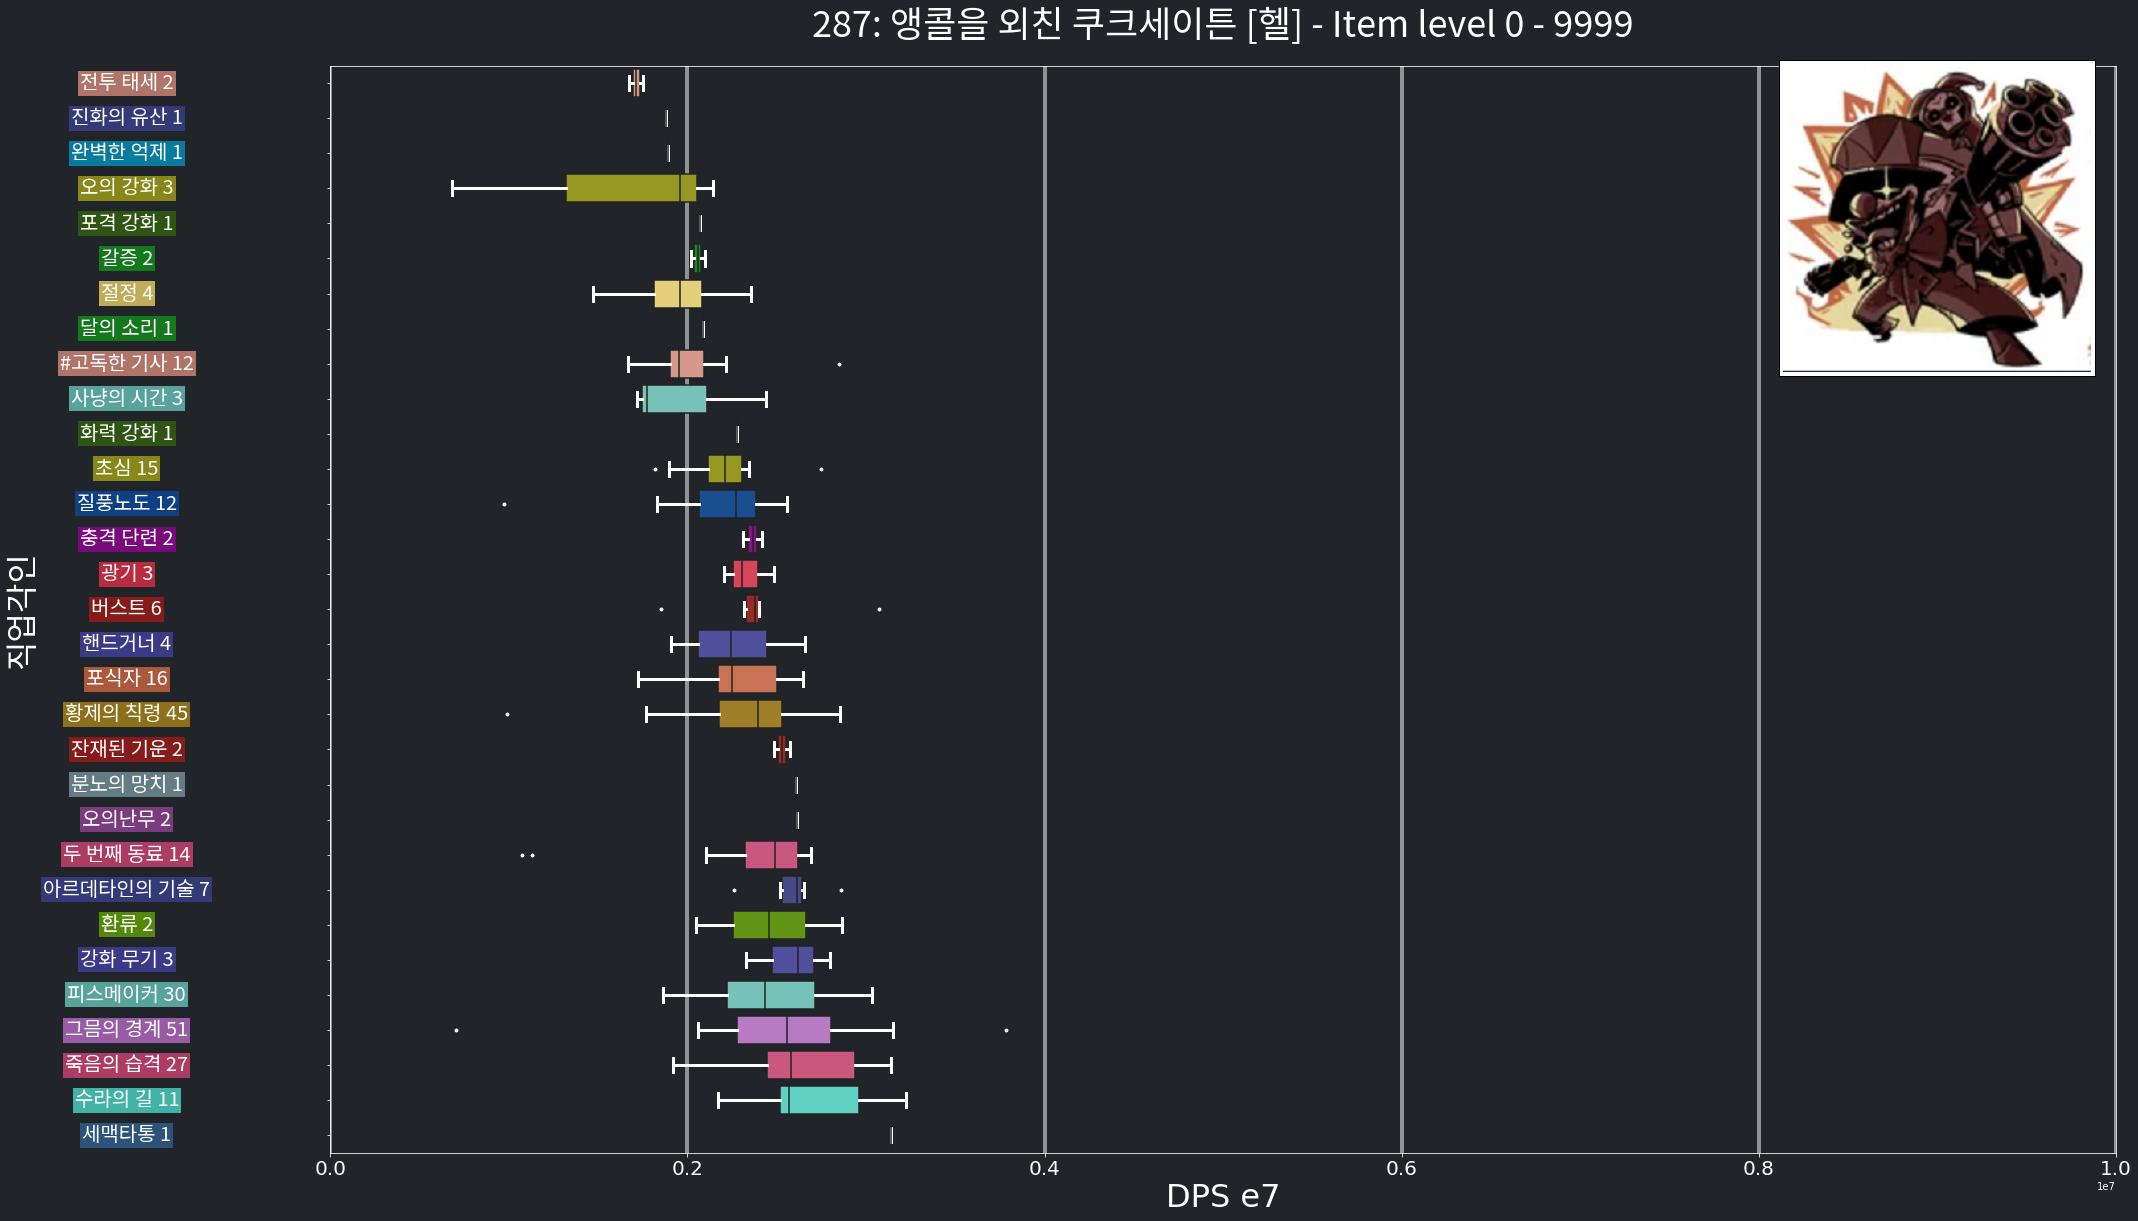 287: 앵콜을 외친 쿠크세이튼 [헬] - Item level 0 - 9999
직업각인
전투 태세 2
진화의 유산 1
완벽한 억제 1
오의 강화 3
포격 강화 1
갈증 2
절정 4
달의 소리 1
#고독한 기사 12
사냥의 시간 3
화력 강화 1
초심 15
질풍노도 12
충격 단련 2
광기 3
버스트 6
핸드거너 4
포식자 16
황제의 칙령 45
잔재된 기운 2
분노의 망치 1
오의난무 2
두 번째 동료 14
아르데타인의 기술 7
환류 2
강화 무기 3
피스메이커 30
그믐의 경계 51
죽음의 습격 27
수라의 길 11
세맥타통 1
0.0 0.2 0.4 0.6 0.8 1.0
1e7
DPS e7